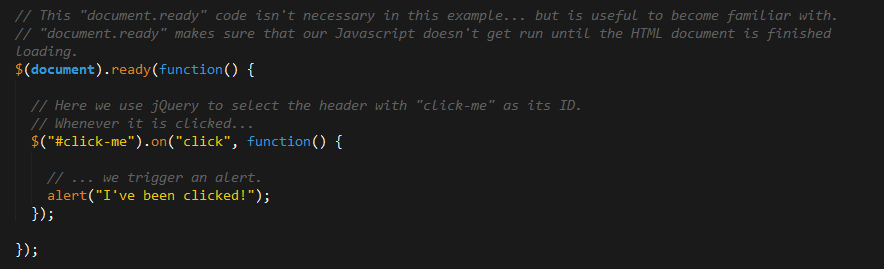 // This "document.ready" code isn't necessary in this example... but is useful to become familiar with.
// "document.ready" makes sure that our Javascript doesn't get run until the HTML document is finished
loading.
$(document).ready(function() {
// Here we use jQuery to select the header with "click-me" as its ID.
// Whenever it is clicked...
$("#click-me").on("click", function() {
// ... we trigger an alert.
alert("I've been clicked!");
});
});